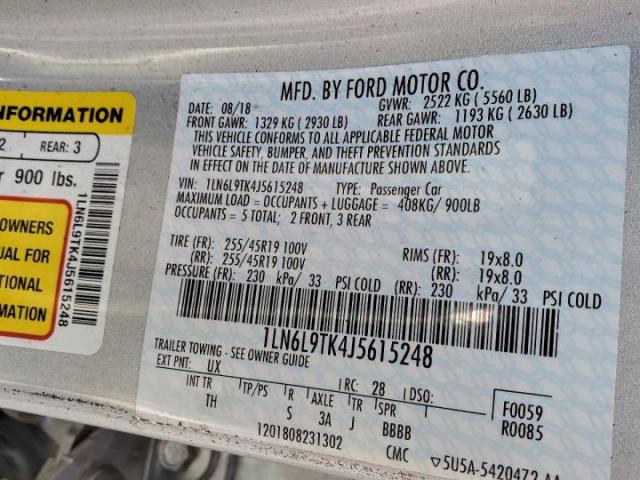 INFORMATION
2 REAR: 3
r 900 lbs.
OWNERS
UAL FOR
TIONAL
MATION
1LN6L9TK4J5615248
MFD. BY FORD MOTOR CO.
DATE: 08/18 GVWR: 2522 KG ( 5560 LB)
FRONT GAWR: 1329 KG ( 2930 LB) REAR GAWR: 1193 KG ( 2630 LB)
THIS VEHICLE CONFORMS TO ALL APPLICABLE FEDERAL MOTOR
VEHICLE SAFETY, BUMPER, AND THEFT PREVENTION STANDARDS
IN EFFECT ON THE DATE OF MANUFACTURE SHOWN ABOVE.
VIN: 1LN6L9TK4J5615248 TYPE: Passenger Car
MAXIMUM LOAD = OCCUPANTS + LUGGAGE = 408KG/ 900LB
OCCUPANTS = 5 TOTAL; 2 FRONT, 3 REAR
TIRE (FR): 255/45R19 100V RIMS (FR): 19x8.0
(RR): 255/45R19 100V (RR): 19x8.0
PRESSURE (FR): 230 kPa/ 33 PSI COLD (RR): 230 kPa/ 33 PSI COLD
1LN6L9TK4J5615248
TRAILER TOWING - SEE OWNER GUIDE
EXT PNT: UX RC: 28 DSO: F0059
INT TR TP/PS R AXLE TR SPR R0085
TH S 3A J BBBB
1201808231302 CMC 5U5A-5420472-AA